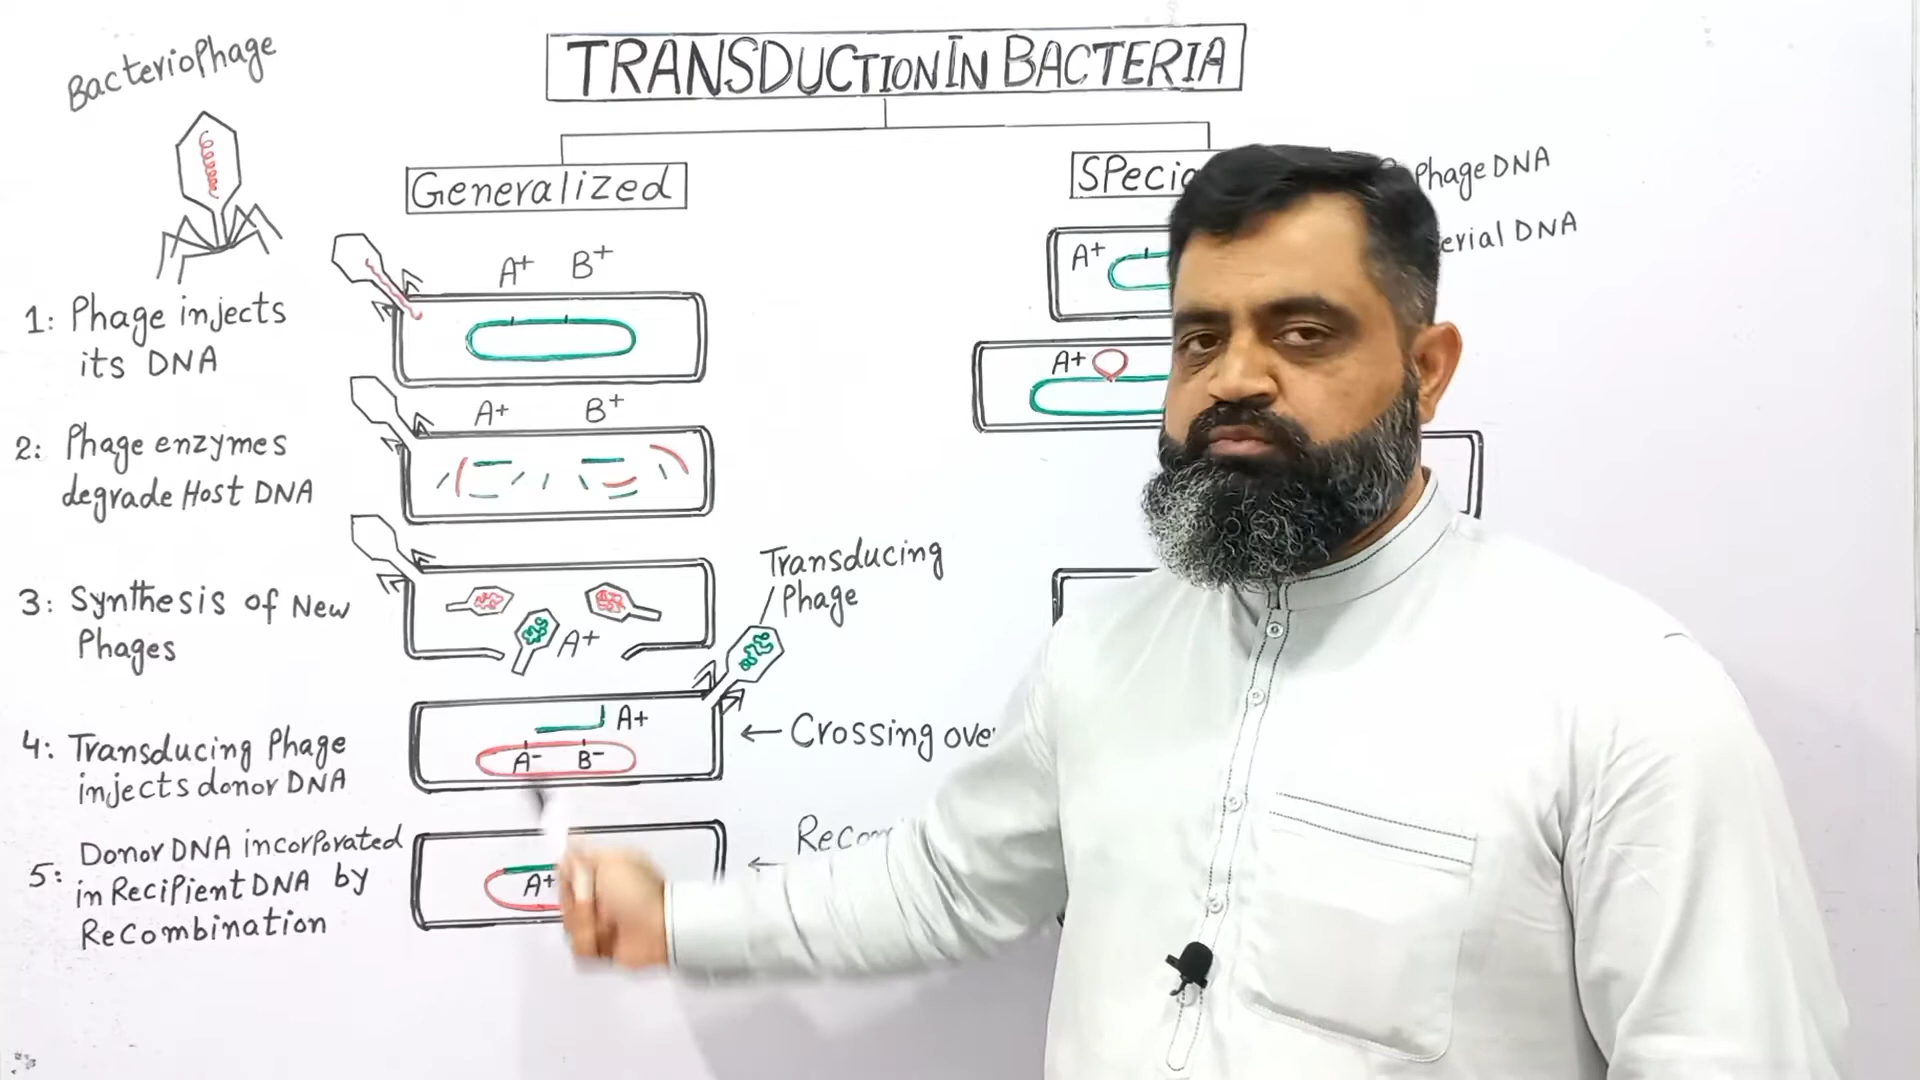 BacterioPhage
TRANSDUCTION IN BACTERIA
Generalized
Phage DNA
A+ B+
1: Phage injects
its DNA
A+
A+ B+
2: Phage enzymes
degrade Host DNA
A+
3: Synthesis of New
Phages
A+
Transducing
Phage
4: Transducing Phage
injects donor DNA
A+
A- B-
← Crossing
5: Donor DNA incorporated
in Recipient DNA by
Recombination
A+